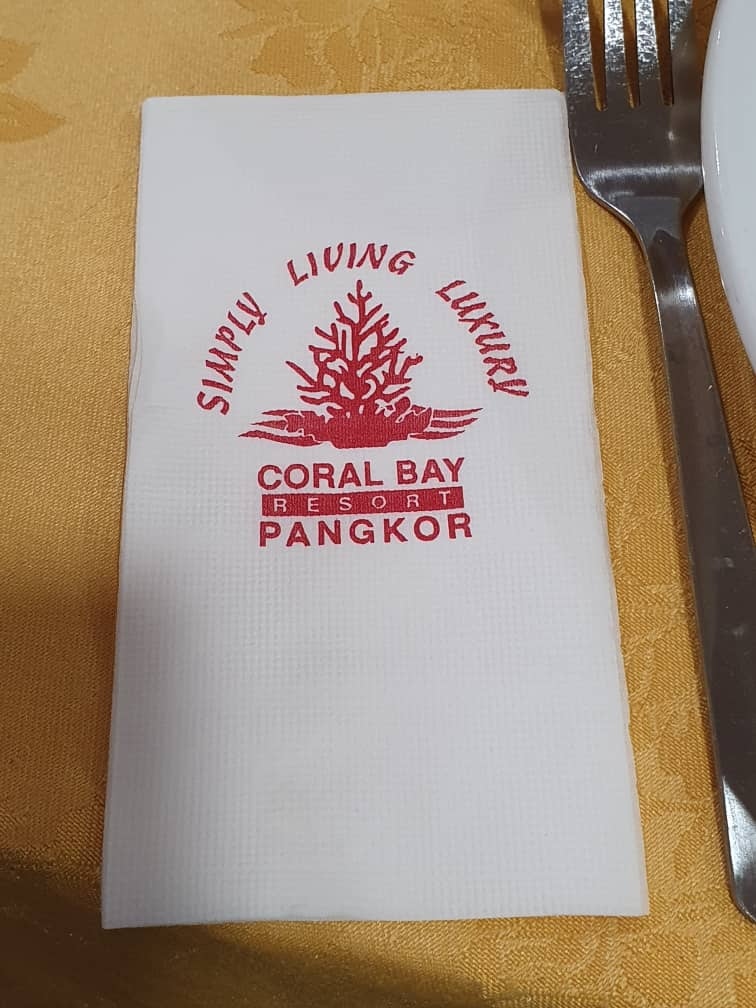 SIMPLY LIVING LUXURY
CORAL BAY
RESORT
PANGKOR